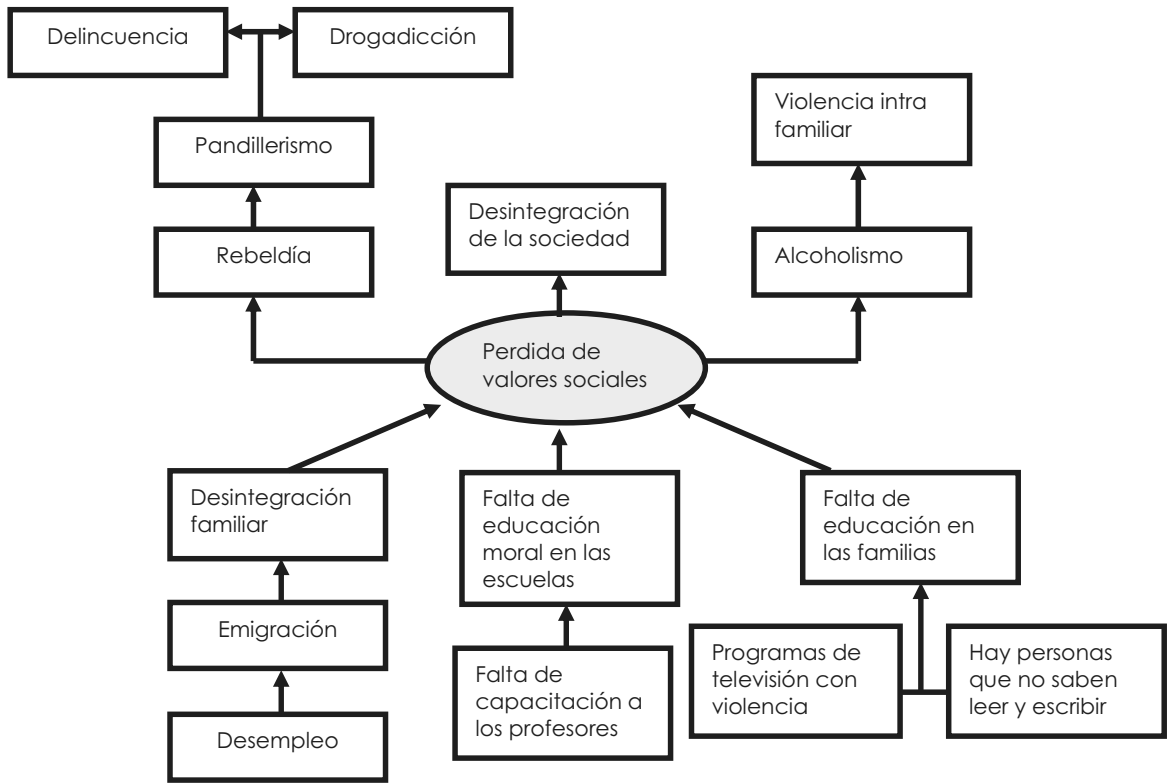 Delincuencia
Drogadicción
Pandillerismo
Violencia intra
familiar
Rebeldía
Desintegración
de la sociedad
Alcoholismo
Perdida de
valores sociales
Desintegración
familiar
Falta de
educación
moral en las
escuelas
Falta de
educación en
las familias
Emigración
Desempleo
Falta de
capacitación a
los profesores
Programas de
televisión con
violencia
Hay personas
que no saben
leer y escribir